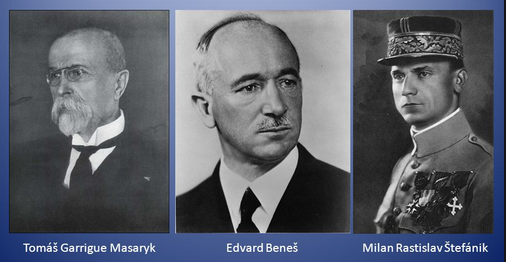 Tomáš Garrigue Masaryk
Edvard Beneš
Milan Rastislav Štefánik